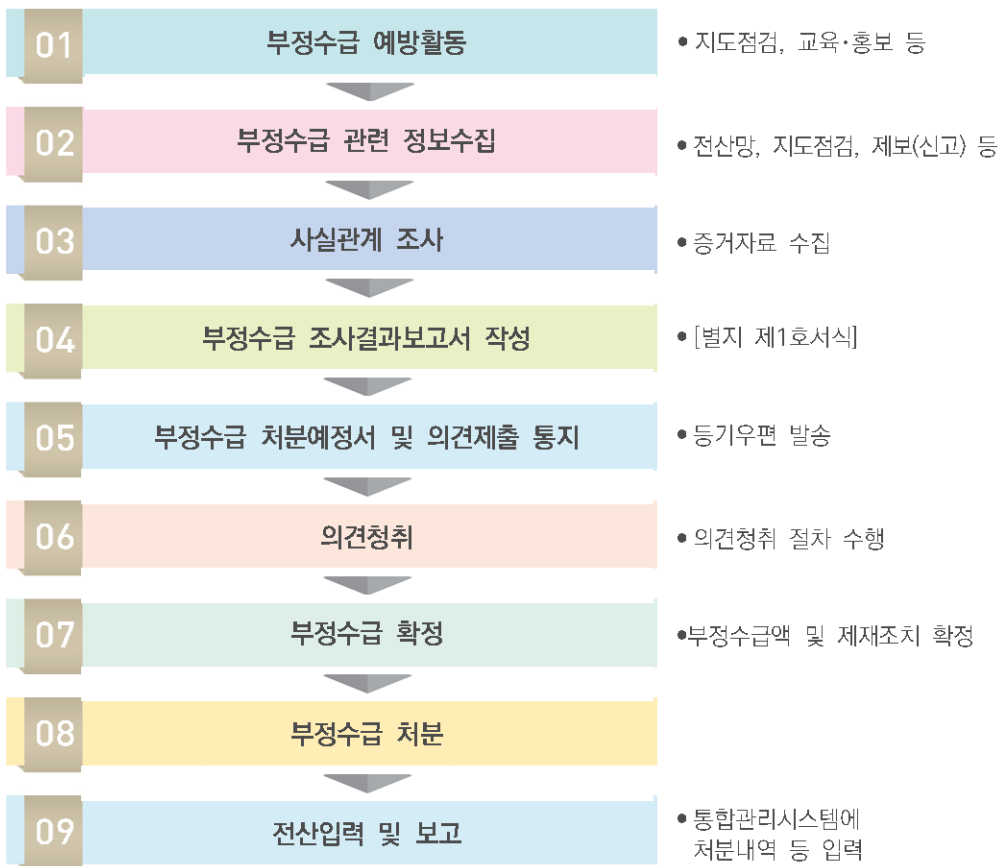 01 부정수급 예방활동 • 지도점검, 교육·홍보 등
02 부정수급 관련 정보수집 • 전산망, 지도점검, 제보(신고) 등
03 사실관계 조사 • 증거자료 수집
04 부정수급 조사결과보고서 작성 • [별지 제1호서식]
05 부정수급 처분예정서 및 의견제출 통지 • 등기우편 발송
06 의견청취 • 의견청취 절차 수행
07 부정수급 확정 •부정수급액 및 제재조치 확정
08 부정수급 처분
09 전산입력 및 보고 • 통합관리시스템에
처분내역 등 입력